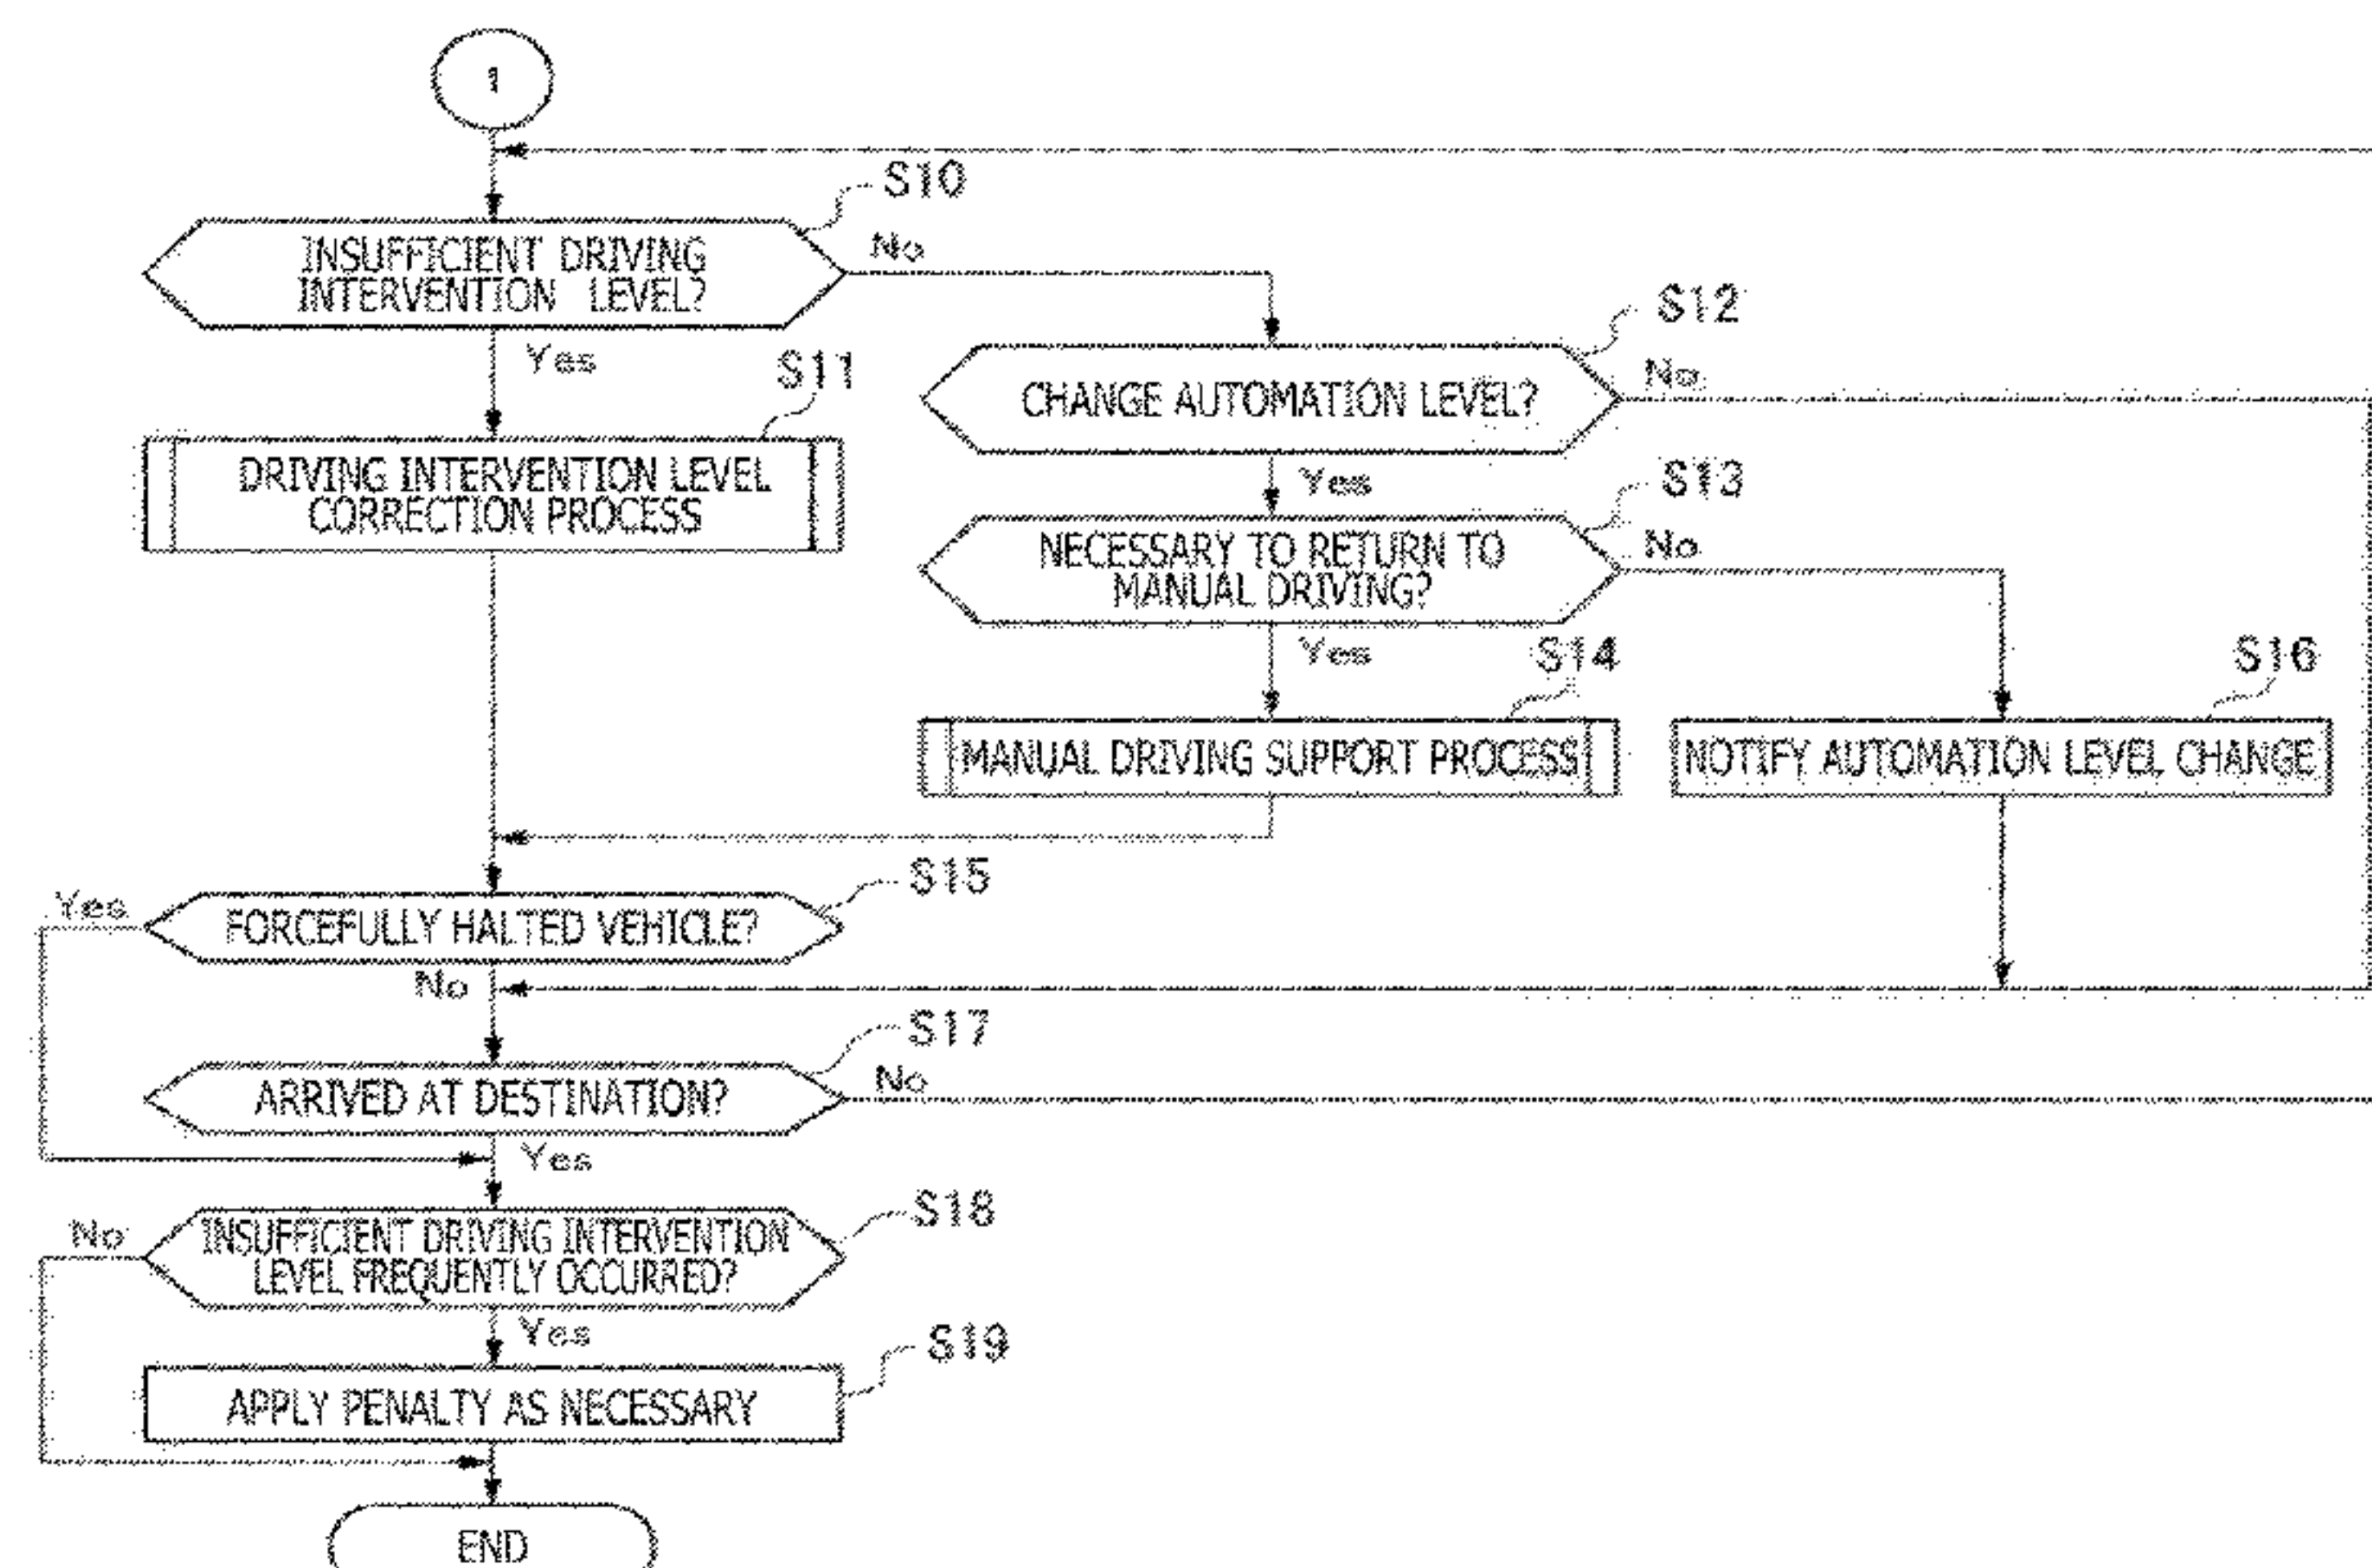 1
S10
INSUFFICIENT DRIVING
INTERVENTION LEVEL?
No
Yes
S12
CHANGE AUTOMATION LEVEL?
No
Yes
S11
DRIVING INTERVENTION LEVEL
CORRECTION PROCESS
S13
NECESSARY TO RETURN TO
MANUAL DRIVING?
No
Yes
S14
MANUAL DRIVING SUPPORT PROCESS
S16
NOTIFY AUTOMATION LEVEL CHANGE
S15
Yes
FORCEFULLY HALTED VEHICLE?
No
S17
ARRIVED AT DESTINATION?
No
Yes
S18
No
INSUFFICIENT DRIVING INTERVENTION
LEVEL FREQUENTLY OCCURRED?
Yes
S19
APPLY PENALTY AS NECESSARY
END